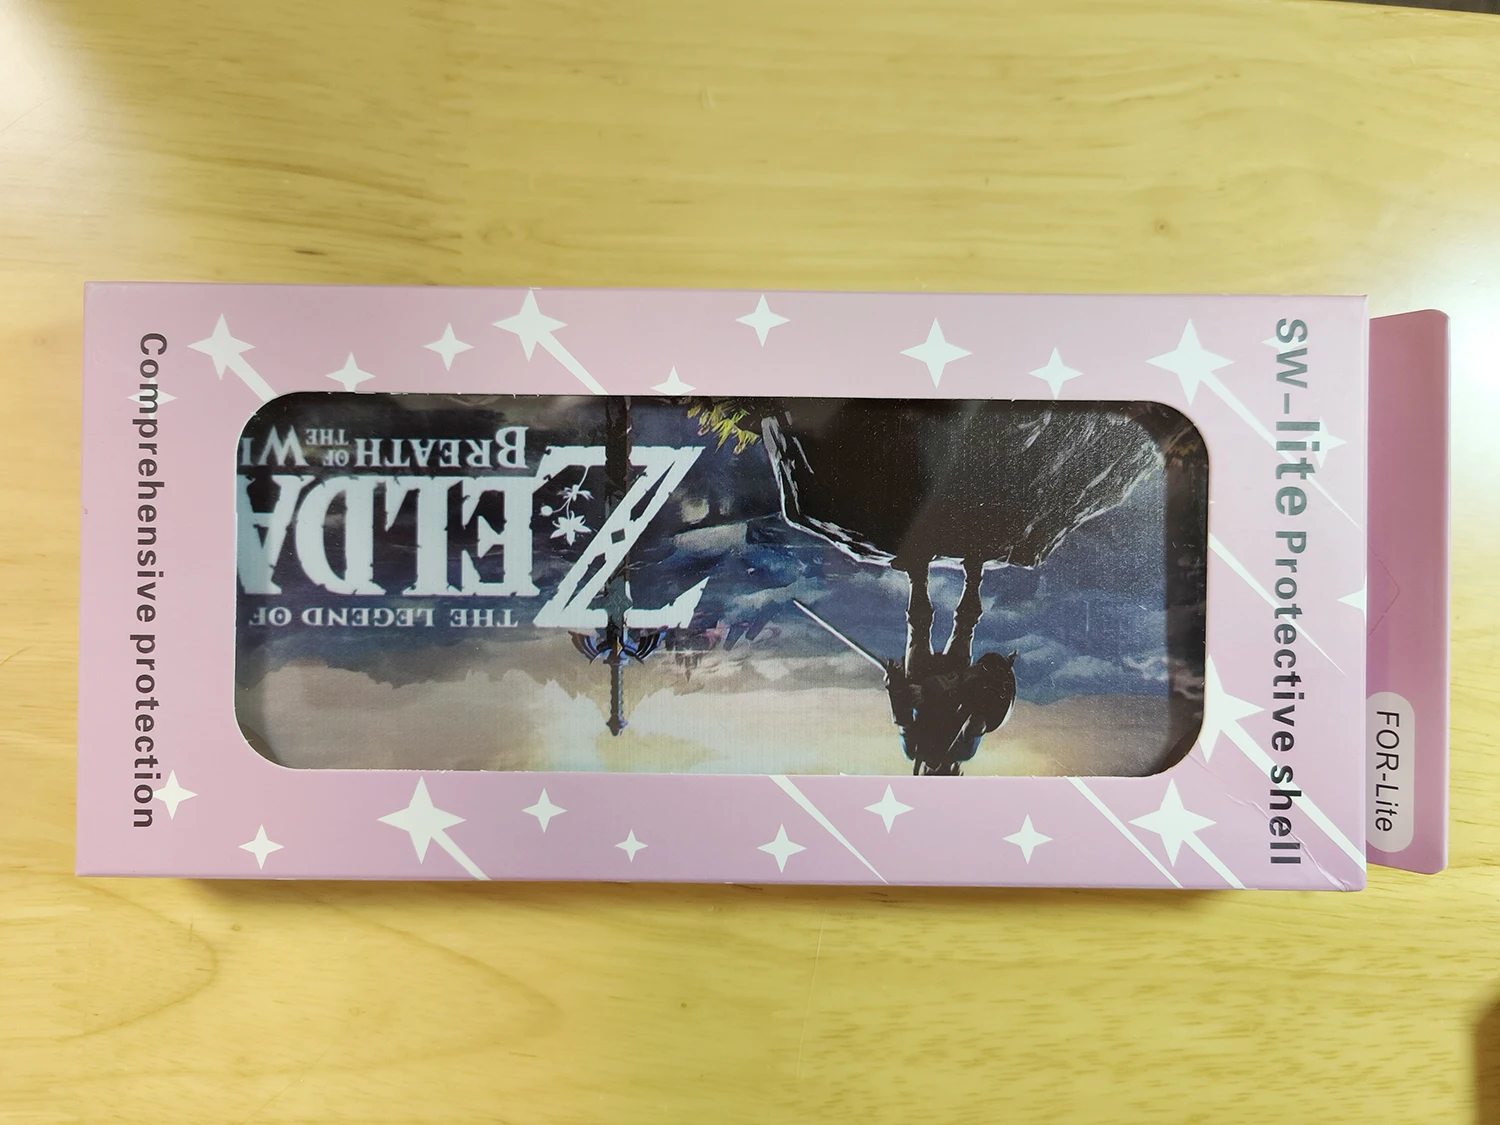 FOR-Lite
sw-lite Protective shell
THE LEGEND OF
ZELDA
BREATH OF THE WI
Comprehensive protection